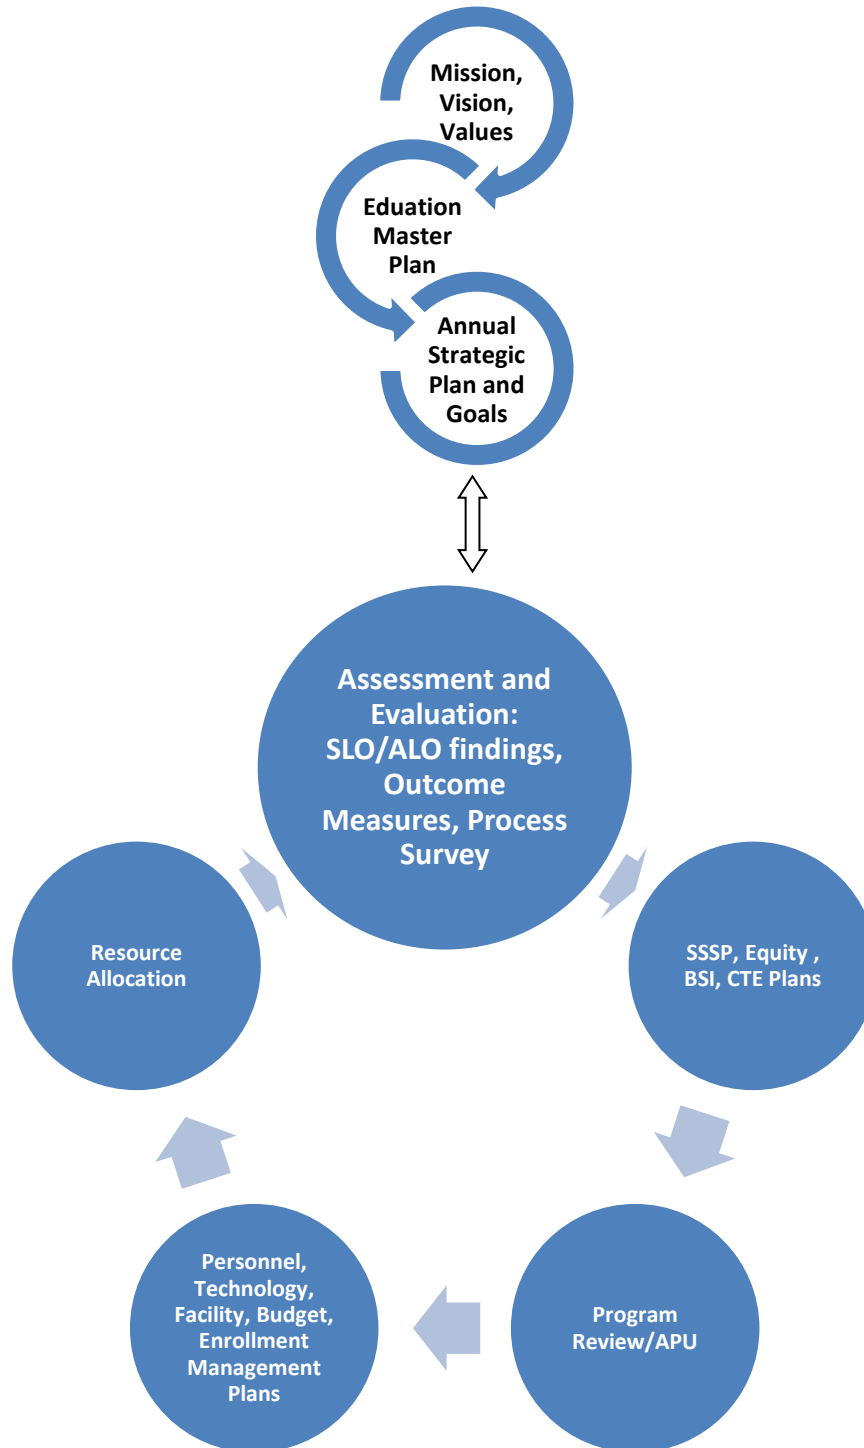 Mission,
Vision,
Values
Eduation
Master
Plan
Annual
Strategic
Plan and
Goals
Assessment and
Evaluation:
SLO/ALO findings,
Outcome
Measures, Process
Survey
Resource
Allocation
SSSP, Equity ,
BSI, CTE Plans
Personnel,
Technology,
Facility, Budget,
Enrollment
Management
Plans
Program
Review/APU